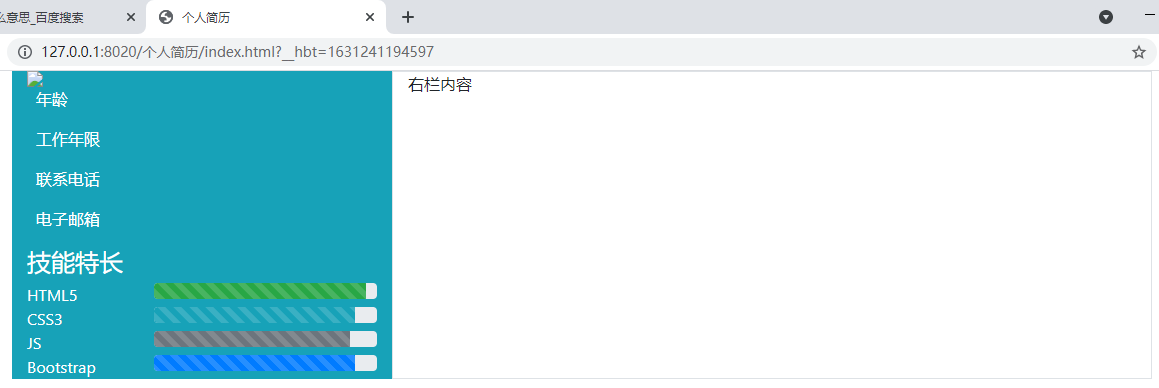 么意思_百度搜索
个人简历
127.0.0.1:8020/个人简历/index.html?__hbt=1631241194597
年龄
右栏内容
工作年限
联系电话
电子邮箱
技能特长
HTML5
CSS3
JS
Bootstrap